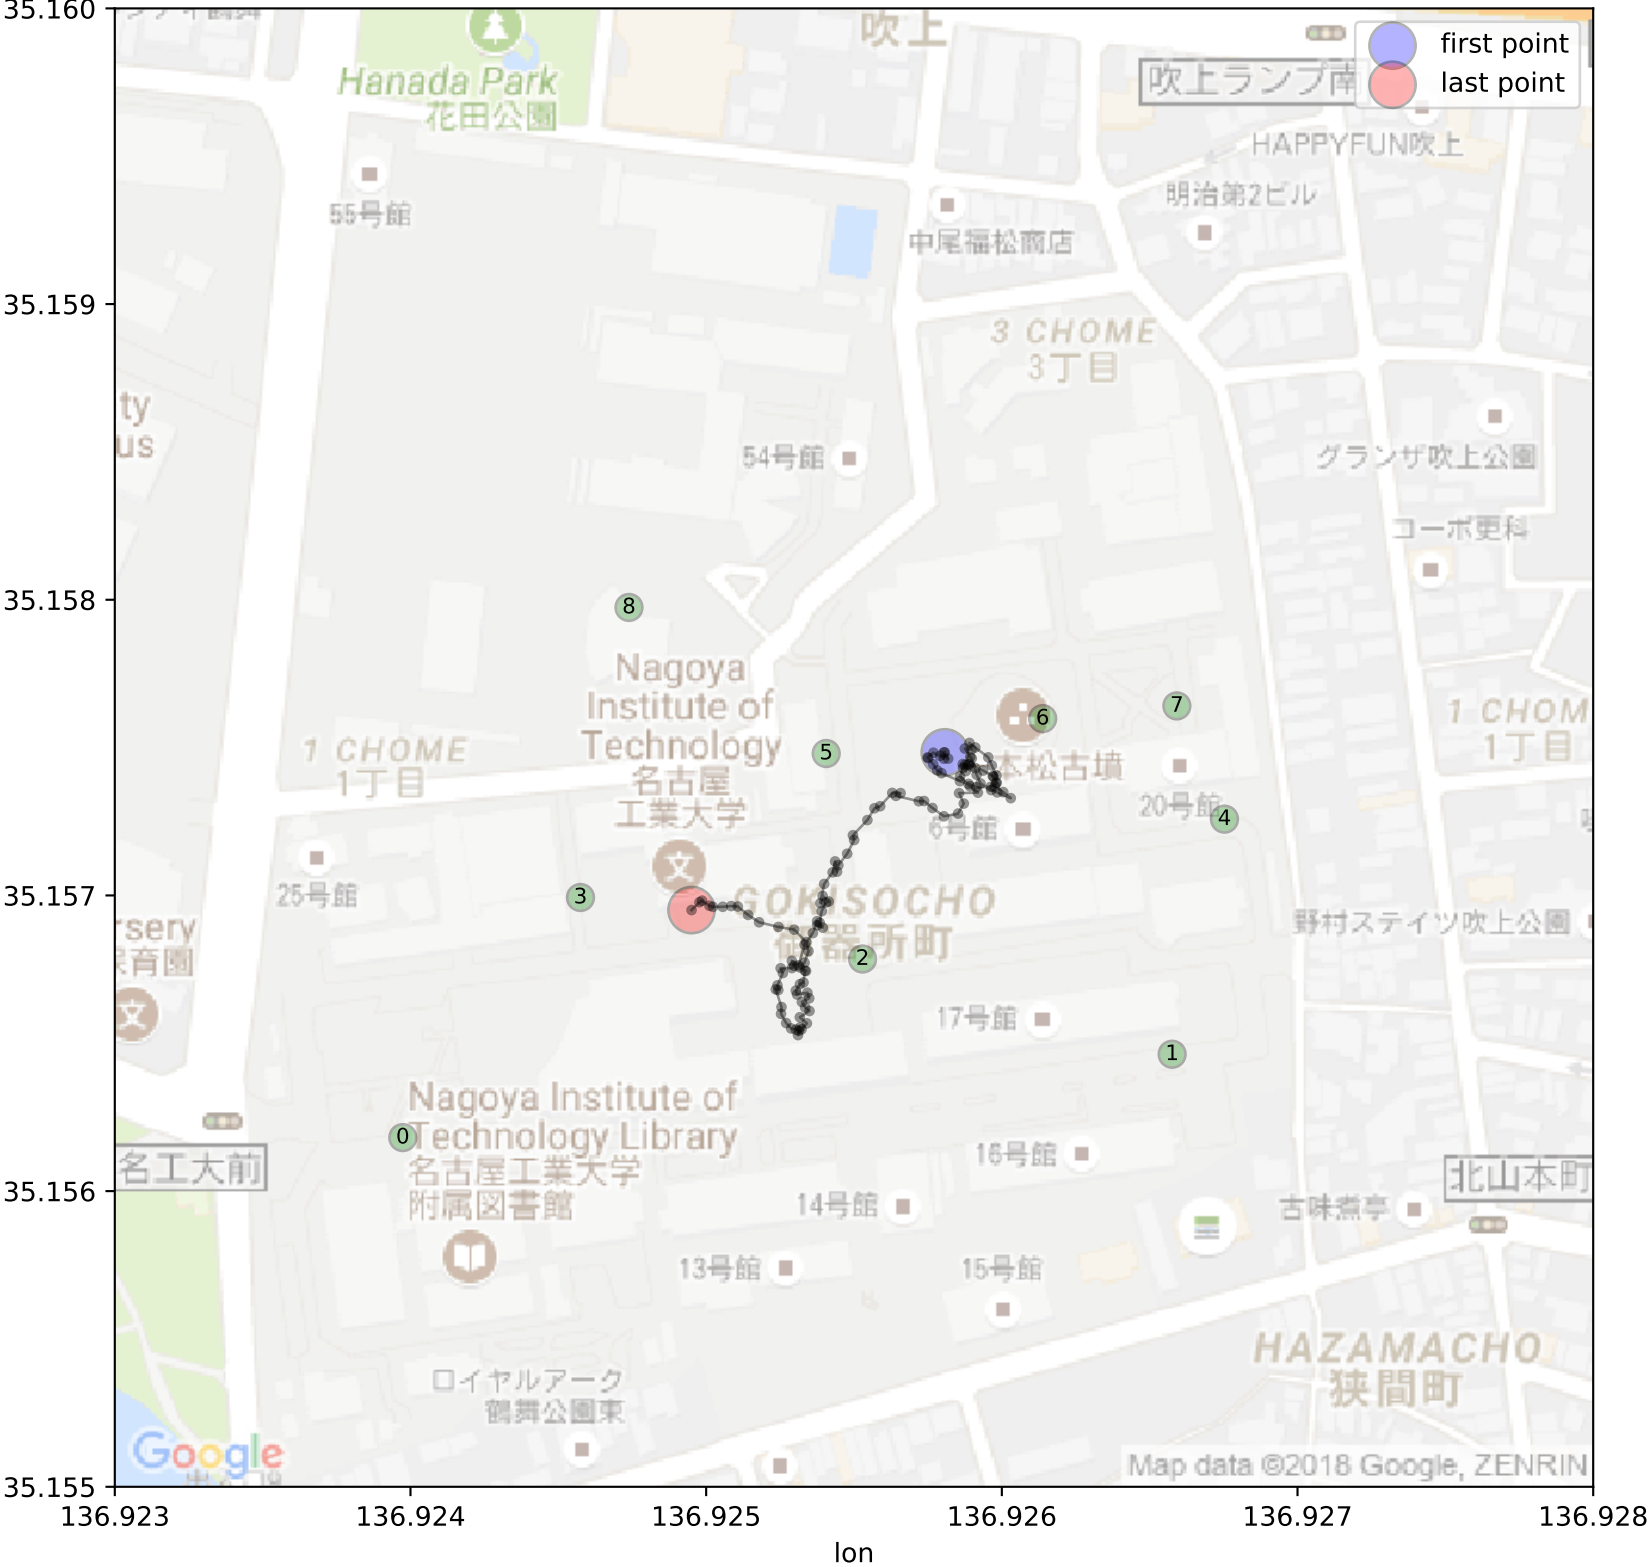 35.160
35.159
35.158
35.157
35.156
35.155
136.923
136.924
136.925
136.926
136.927
136.928
lon
first point
last point
吹上
Hanada Park
花田公園
吹上ランプ南
HAPPYFUN吹上
明治第2ビル
55号館
中尾福松商店
3 CHOME
3丁目
ty
us
54号館
グランザ吹上公園
コーポ更科
8
Nagoya
Institute of
Technology
名古屋
工業大学
7
6
5
1 CHOME
1丁目
1 CHOM
1丁目
本松古墳
20号館
4
6号館
25号館
3
GOKISOCHO
御器所町
野村ステイツ吹上公園
rsery
保育園
2
17号館
1
Nagoya Institute of
Technology Library
名古屋工業大学
附属図書館
0
名工大前
16号館
北山本町
14号館
古味煮亭
13号館
15号館
HAZAMACHO
狭間町
ロイヤルアーク
鶴舞公園東
Google
Map data ©2018 Google, ZENRIN